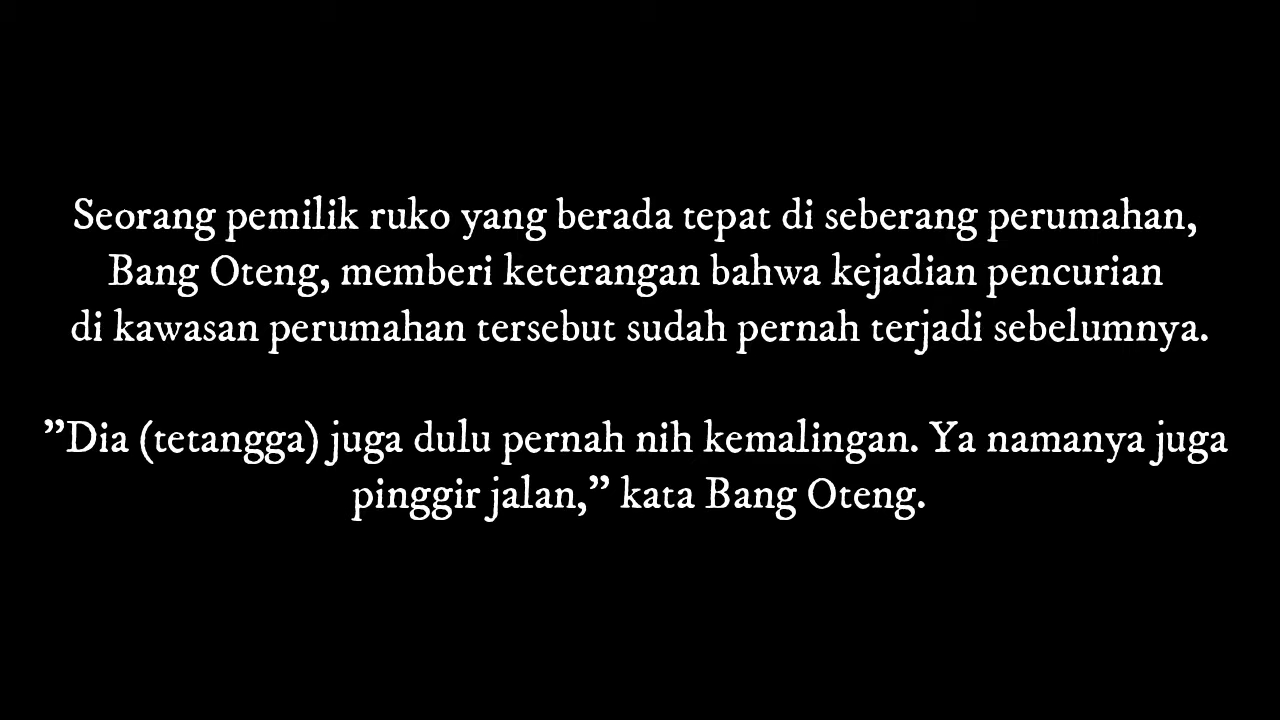 Seorang pemilik ruko yang berada tepat di seberang perumahan,
Bang Oteng, memberi keterangan bahwa kejadian pencurian
di kawasan perumahan tersebut sudah pernah terjadi sebelumnya.
”Dia (tetangga) juga dulu pernah nih kemalingan. Ya namanya juga
pinggir jalan,” kata Bang Oteng.